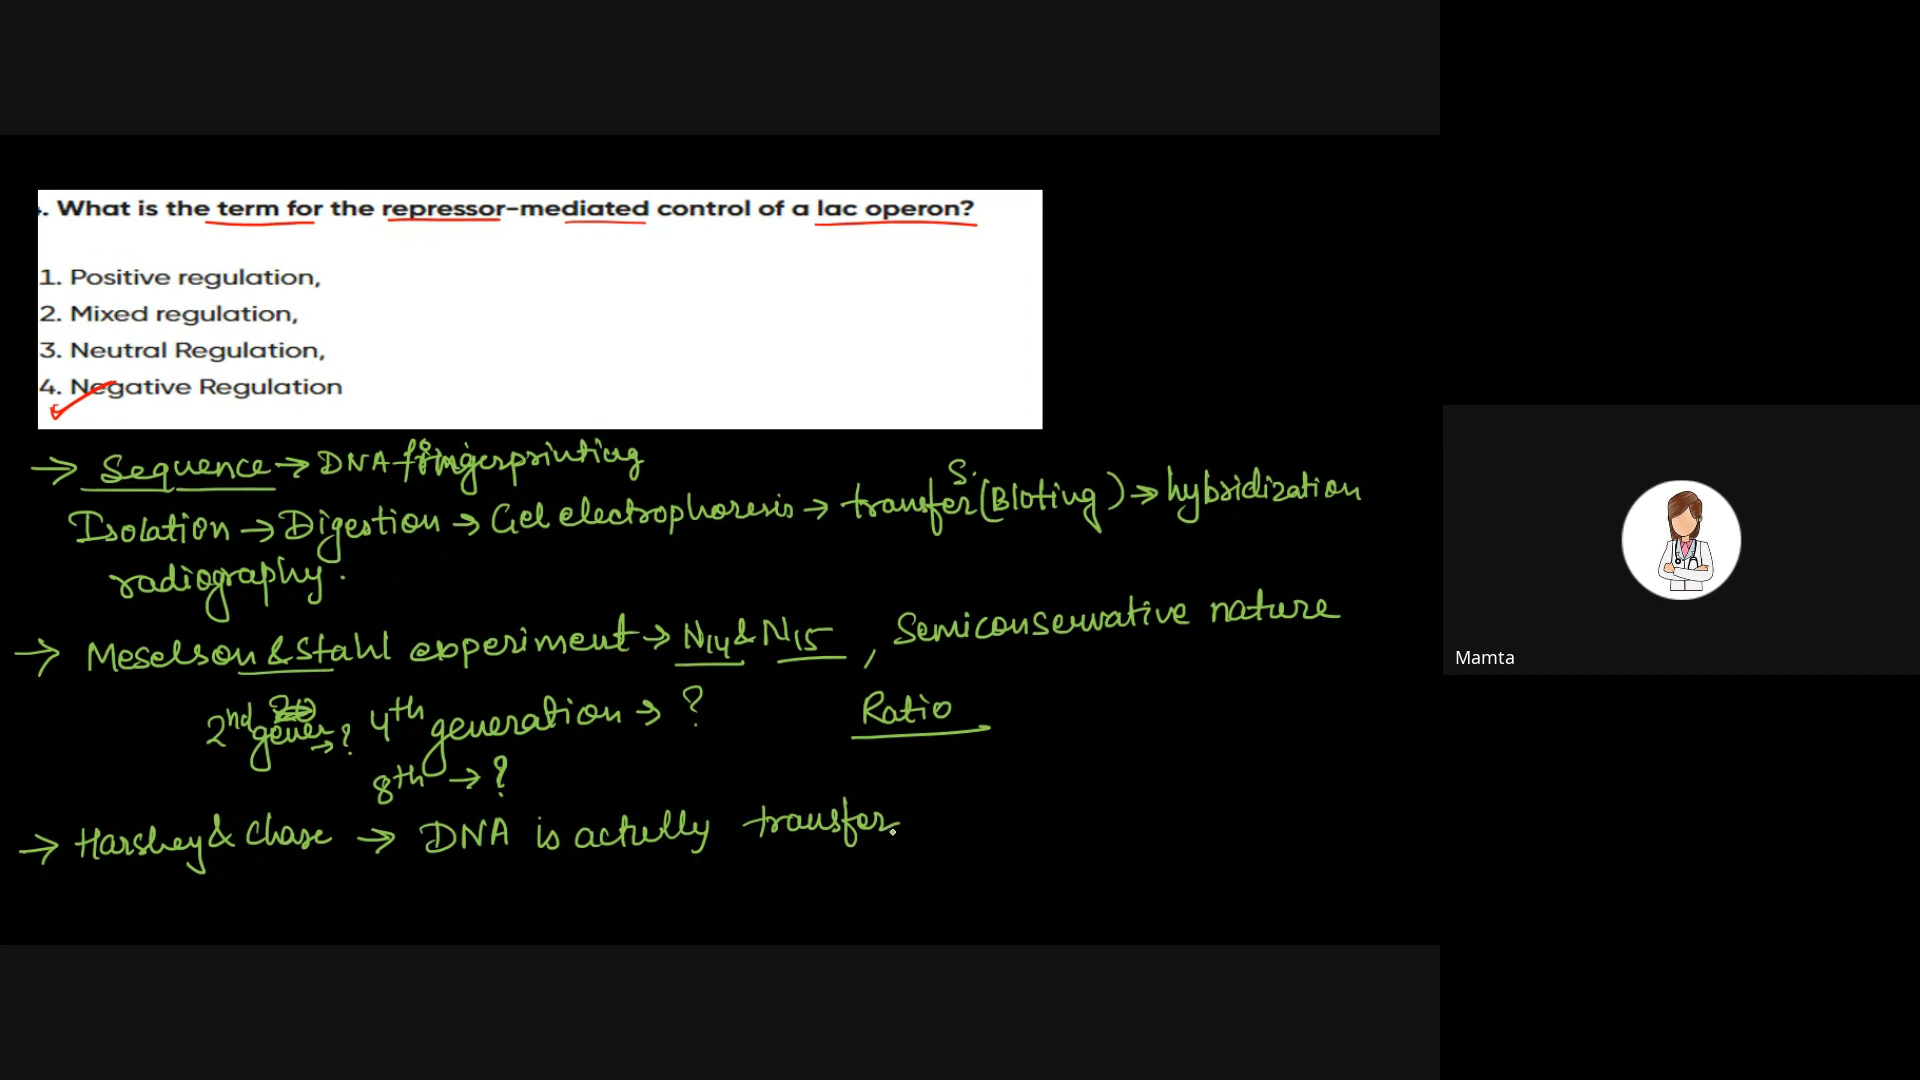 . What is the term for the repressor-mediated control of a lac operon?
1. Positive regulation,
2. Mixed regulation,
3. Neutral Regulation,
4. Negative Regulation
→ Sequence → DNA fingerprinting
Isolation → Digestion → Gel electrophoresis → transfer (S. Bloting) → hybridization
radiography.
→ Meselson & Stahl experiment → N14 & N15, Semiconservative nature
2nd gener → ? 4th generation → ? Ratio
8th → ?
→ Harshey & Chase → DNA is actully transfer
Mamta